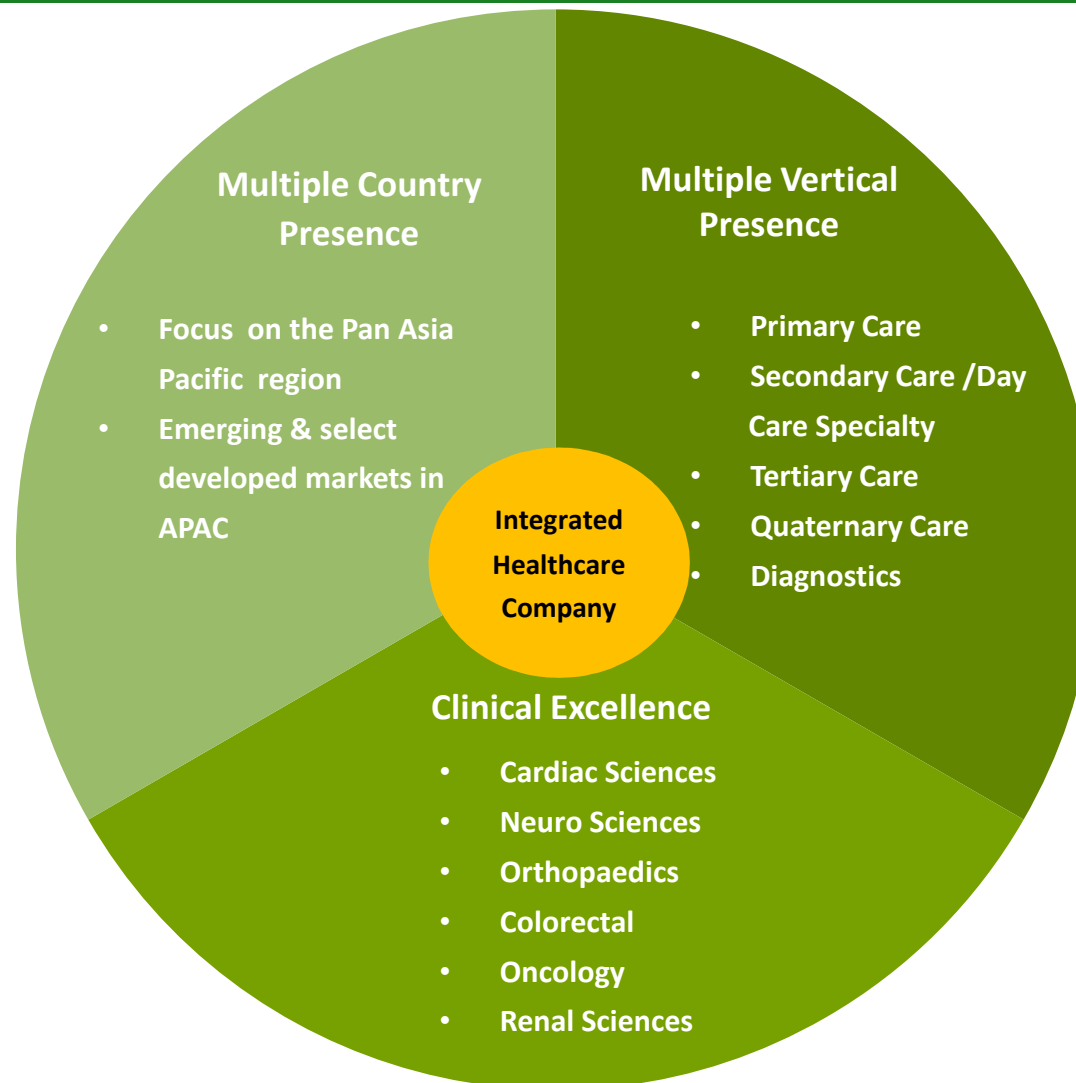 Multiple Country
Presence
• Focus on the Pan Asia
Pacific region
• Emerging & select
developed markets in
APAC
Multiple Vertical
Presence
• Primary Care
• Secondary Care /Day
Care Specialty
• Tertiary Care
• Quaternary Care
• Diagnostics
Integrated
Healthcare
Company
Clinical Excellence
• Cardiac Sciences
• Neuro Sciences
• Orthopaedics
• Colorectal
• Oncology
• Renal Sciences